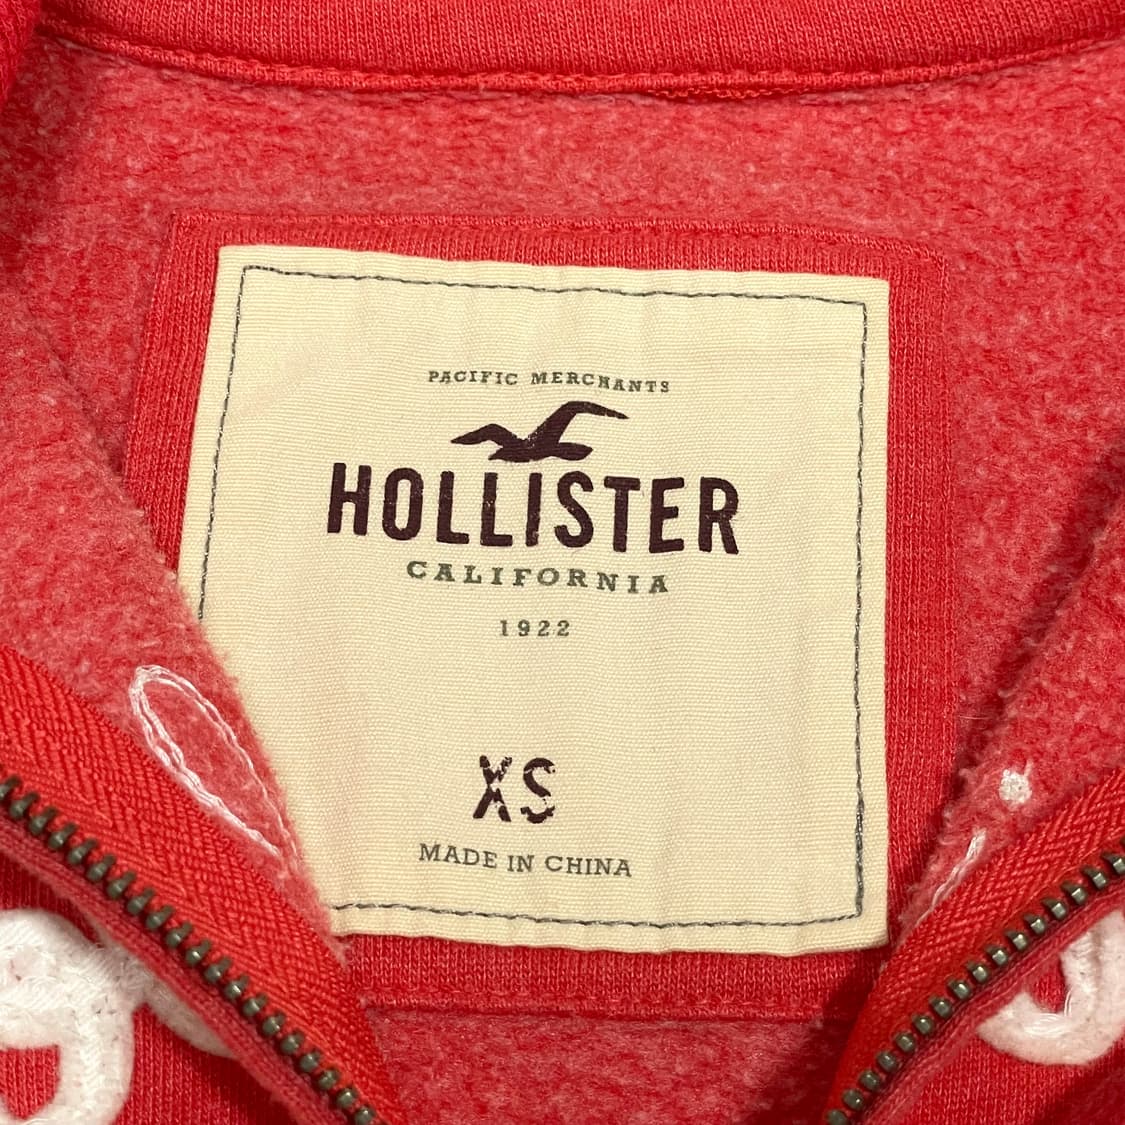 PACIFIC MERCHANTS
HOLLISTER
CALIFORNIA
1922
XS
MADE IN CHINA